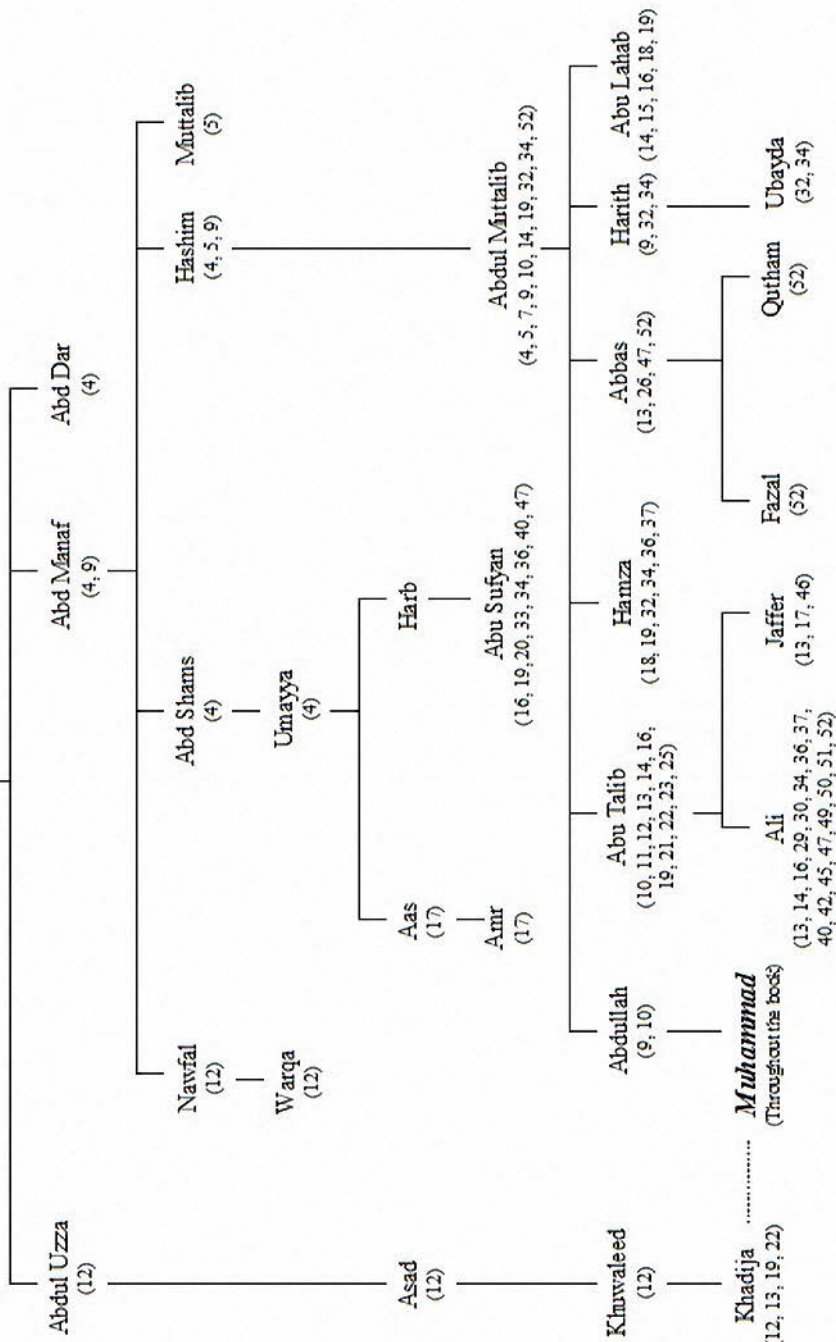 Abdul Uzza
(12)
Abd Manaf
(4, 9)
Abd Dar
(4)
Nawfal
(12)
Abd Shams
(4)
Hashim
(4, 5, 9)
Muttalib
(5)
Warqa
(12)
Umayya
(4)
Asad
(12)
Aas
(17)
Harb
Amr
(17)
Abu Sufyan
(16, 19, 20, 33, 34, 36, 40, 47)
Abdul Muttalib
(4, 5, 7, 9, 10, 14, 19, 32, 34, 52)
Khuwaleed
(12)
Abdullah
(9, 10)
Abu Talib
(10, 11, 12, 13, 14, 16,
19, 21, 22, 23, 25)
Hamza
(18, 19, 32, 34, 36, 37)
Abbas
(13, 26, 47, 52)
Harith
(9, 32, 34)
Abu Lahab
(14, 15, 16, 18, 19)
Khadija
(12, 13, 19, 22)
Muhammad
(Throughout the book)
Ali
(13, 14, 16, 29, 30, 34, 36, 37,
40, 42, 45, 47, 49, 50, 51, 52)
Jaffer
(13, 17, 46)
Fazal
(52)
Qutham
(52)
Ubayda
(32, 34)